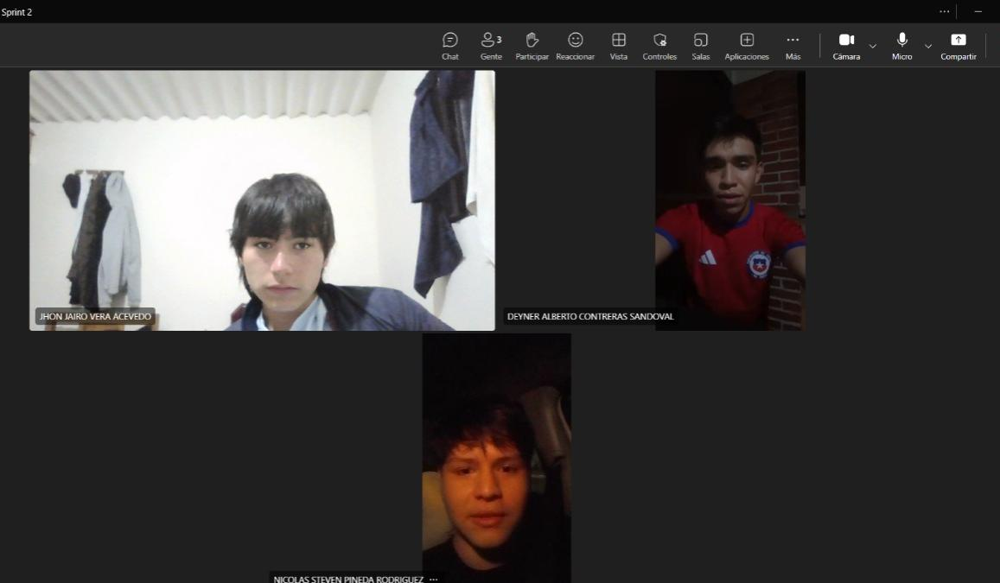 Sprint 2
Chat
Gente 3
Participar
Reaccionar
Vista
Controles
Salas
Aplicaciones
Más
Cámara
Micro
Compartir
JHON JAIRO VERA ACEVEDO
DEYNER ALBERTO CONTRERAS SANDOVAL
NICOLAS STEVEN PINEDA RODRIGUEZ